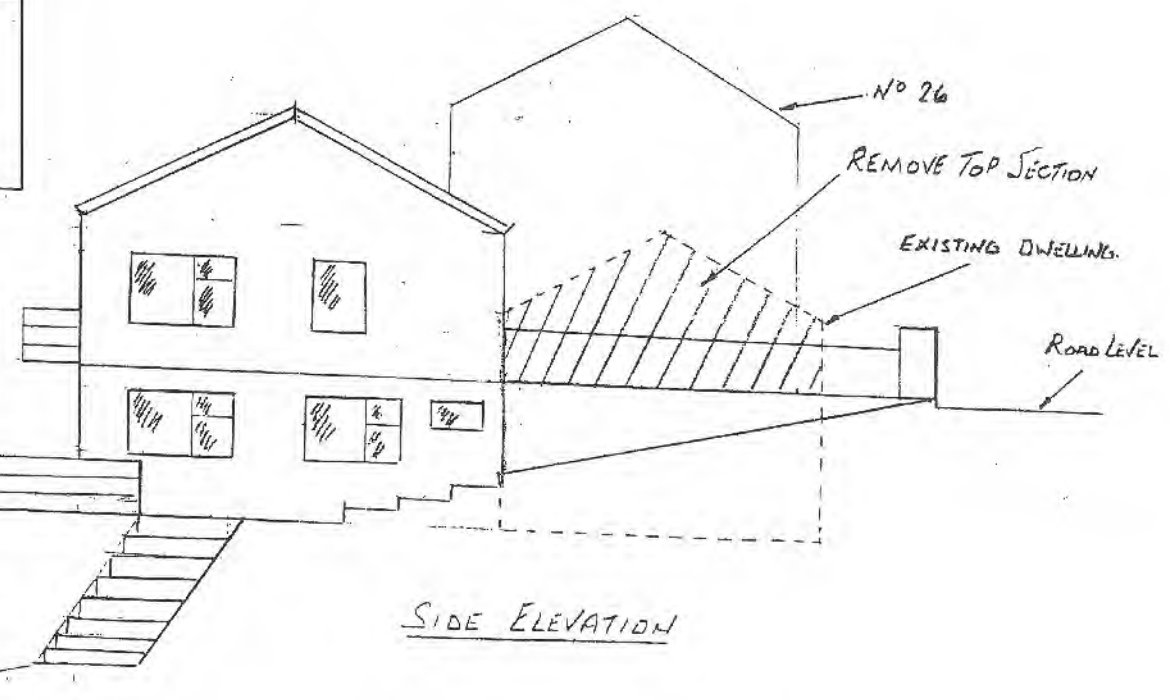 Nº 26
REMOVE TOP SECTION
EXISTING DWELLING.
ROAD LEVEL
SIDE ELEVATION